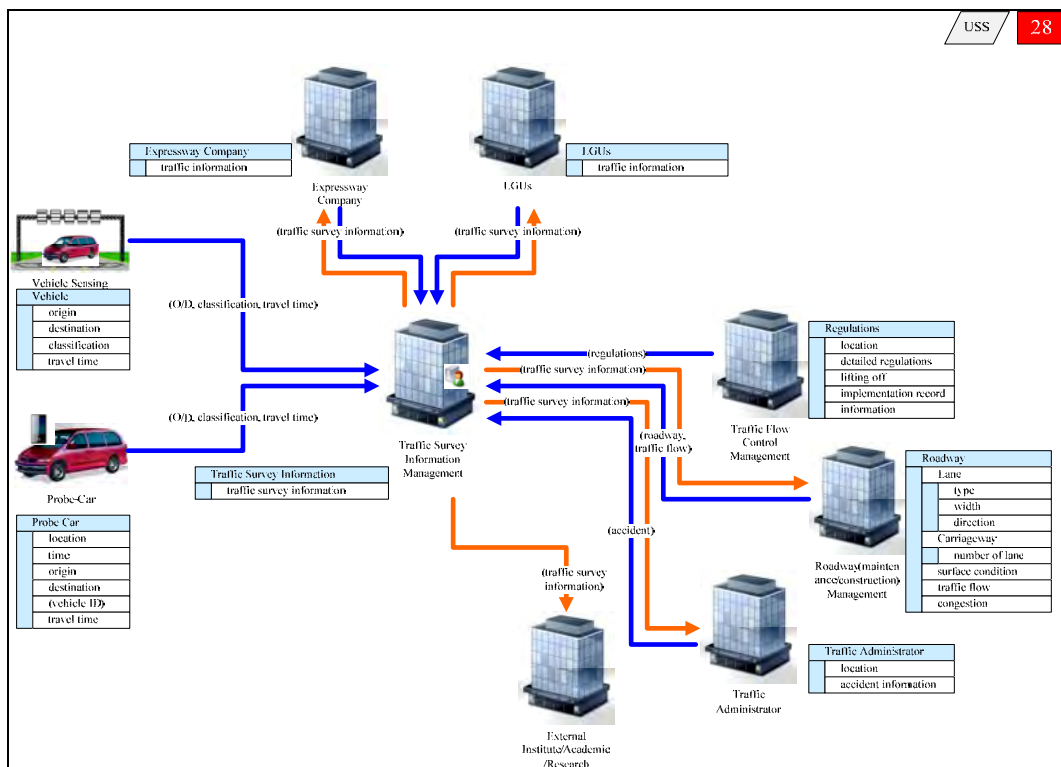 USS
28
Expressway Company
traffic information
Expressway
Company
LGUs
traffic information
LGUs
(traffic survey information)
(traffic survey information)
Vehicle Sensing
Vehicle
origin
destination
classification
travel time
(O/D, classification, travel time)
(O/D, classification, travel time)
Probe-Car
Probe Car
location
time
origin
destination
(vehicle ID)
travel time
Traffic Survey
Information
Management
Traffic Survey Information
traffic survey information
(regulations)
(traffic survey information)
(traffic survey information)
(roadway,
traffic flow)
(accident)
(traffic survey
information)
Traffic Flow
Control
Management
Regulations
location
detailed regulations
lifting off
implementation record
information
Roadway(mainten
ance/construction)
Management
Roadway
Lane
type
width
direction
Carriageway
number of lane
surface condition
traffic flow
congestion
Traffic
Administrator
Traffic Administrator
location
accident information
External
Institute/Academic
/Research